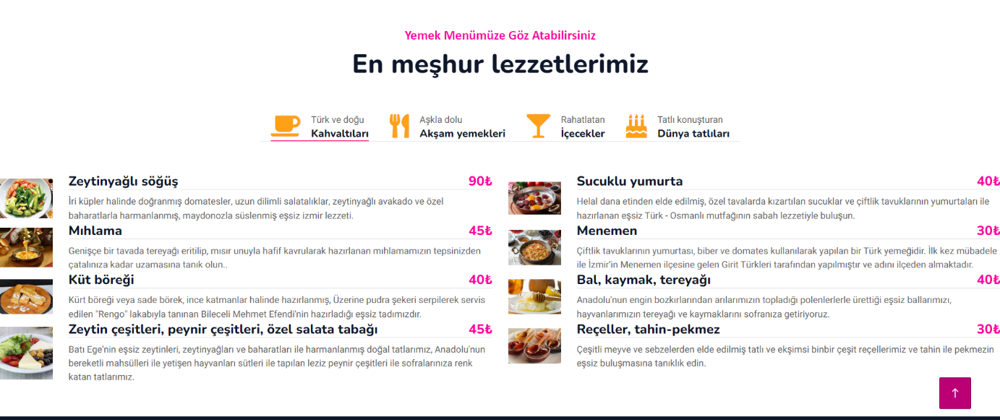 Yemek Menümüze Göz Atabilirsiniz
En meşhur lezzetlerimiz
Türk ve doğu
Kahvaltıları
Aşkla dolu
Akşam yemekleri
Rahatlatan
İçecekler
Tatlı konuşturan
Dünya tatlıları
Zeytinyağlı söğüş 90₺
İri küpler halinde doğranmış domatesler, uzun dilimli salatalıklar, zeytinyağlı avakado ve özel
baharatlarla harmanlanmış, maydonozla süslenmiş eşsiz izmir lezzeti.
Mıhlama 45₺
Genişçe bir tavada tereyağı eritilip, mısır unuyla hafif kavrularak hazırlanan mıhlamamızın tepsinizden
çatalınıza kadar uzamasına tanık olun..
Küt böreği 40₺
Kürt böreği veya sade börek, ince katmanlar halinde hazırlanmış, Üzerine pudra şekeri serpilerek servis
edilen "Rengo" lakabıyla tanınan Bileceli Mehmet Efendi'nin hazırladığı eşsiz tadımızdır.
Zeytin çeşitleri, peynir çeşitleri, özel salata tabağı 45₺
Batı Ege'nin eşsiz zeytinleri, zeytinyağları ve baharatları ile harmanlanmış doğal tatlarımız, Anadolu'nun
bereketli mahsülleri ile yetişen hayvanları sütleri ile tapılan leziz peynir çeşitleri ile sofralarınıza renk
katan tatlarımız.
Sucuklu yumurta 40₺
Helal dana etinden elde edilmiş, özel tavalarda kızartılan sucuklar ve çiftlik tavuklarının yumurtaları ile
hazırlanan eşsiz Türk - Osmanlı mutfağının sabah lezzetiyle buluşun.
Menemen 30₺
Çiftlik tavuklarının yumurtası, biber ve domates kullanılarak yapılan bir Türk yemeğidir. İlk kez mübadele
ile İzmir'in Menemen ilçesine gelen Girit Türkleri tarafından yapılmıştır ve adını ilçeden almaktadır.
Bal, kaymak, tereyağı 40₺
Anadolu'nun engin bozkırlarından arılarımızın topladığı polenlerlerle ürettiği eşsiz ballarımızı,
hayvanlarımızın tereyağı ve kaymaklarını sofranıza getiriyoruz.
Reçeller, tahin-pekmez 30₺
Çeşitli meyve ve sebzelerden elde edilmiş tatlı ve ekşimsi binbir çeşit reçellerimiz ve tahin ile pekmezin
eşsiz buluşmasına tanıklık edin.